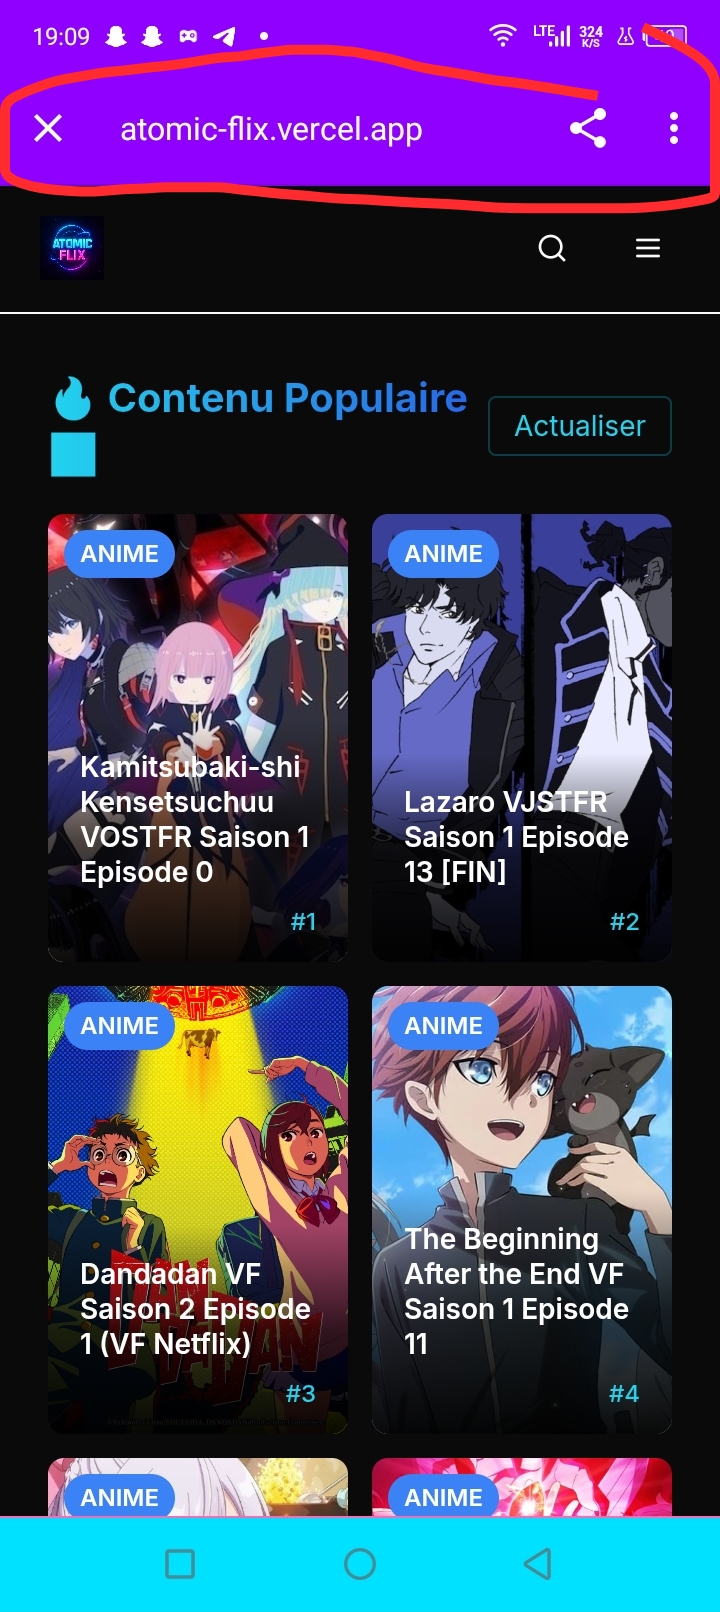 19:09
LTE
324
K/S
atomic-flix.vercel.app
ATOMIC
FLIX
Contenu Populaire
Actualiser
ANIME
Kamitsubaki-shi
Kensetsuchuu
VOSTFR Saison 1
Episode 0
#1
ANIME
Lazaro VJSTFR
Saison 1 Episode
13 [FIN]
#2
ANIME
Dandadan VF
Saison 2 Episode
1 (VF Netflix)
#3
ANIME
The Beginning
After the End VF
Saison 1 Episode
11
#4
ANIME
ANIME